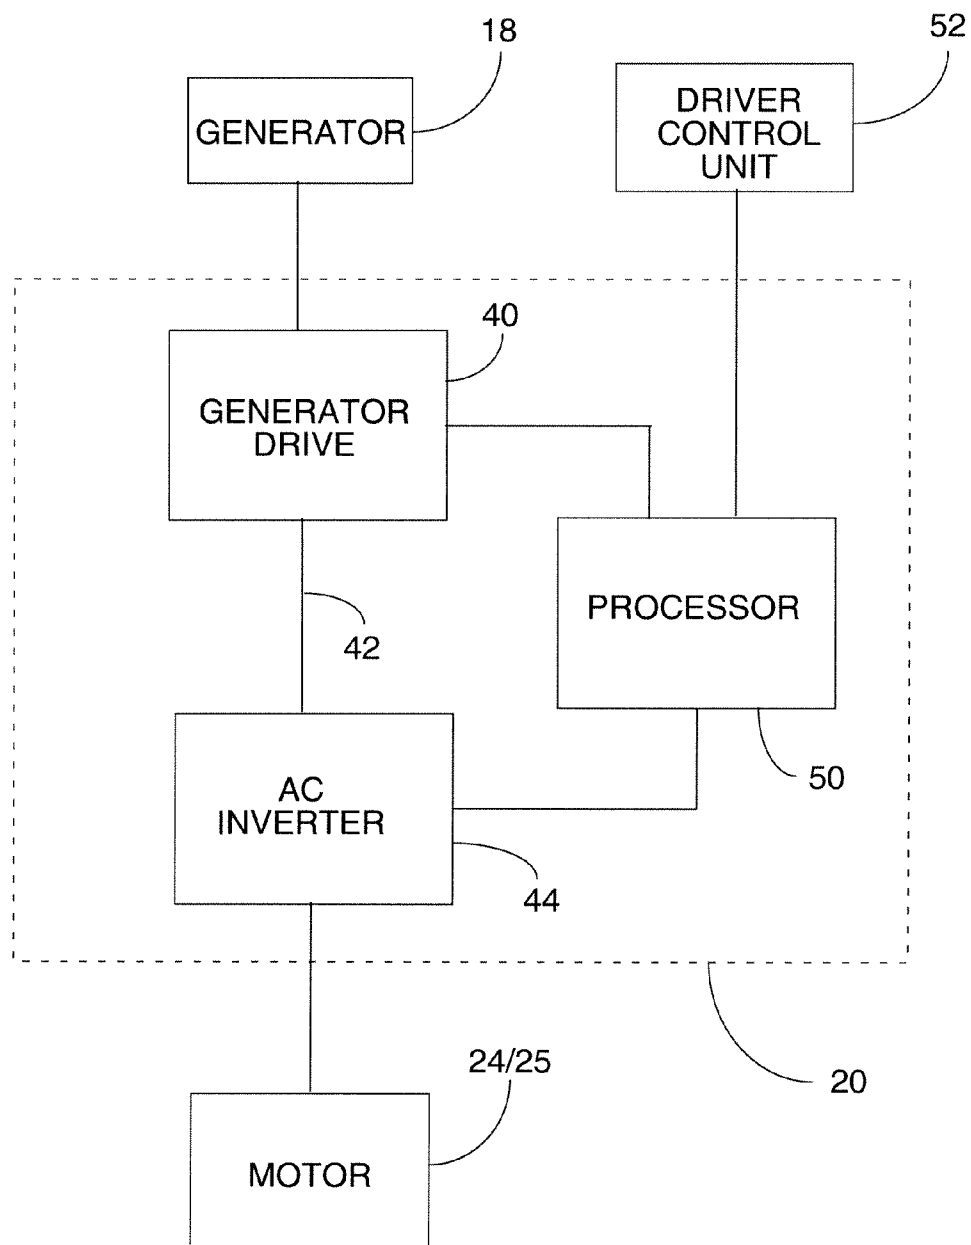 18
52
GENERATOR
DRIVER
CONTROL
UNIT
40
GENERATOR
DRIVE
PROCESSOR
42
50
AC
INVERTER
44
24/25
20
MOTOR